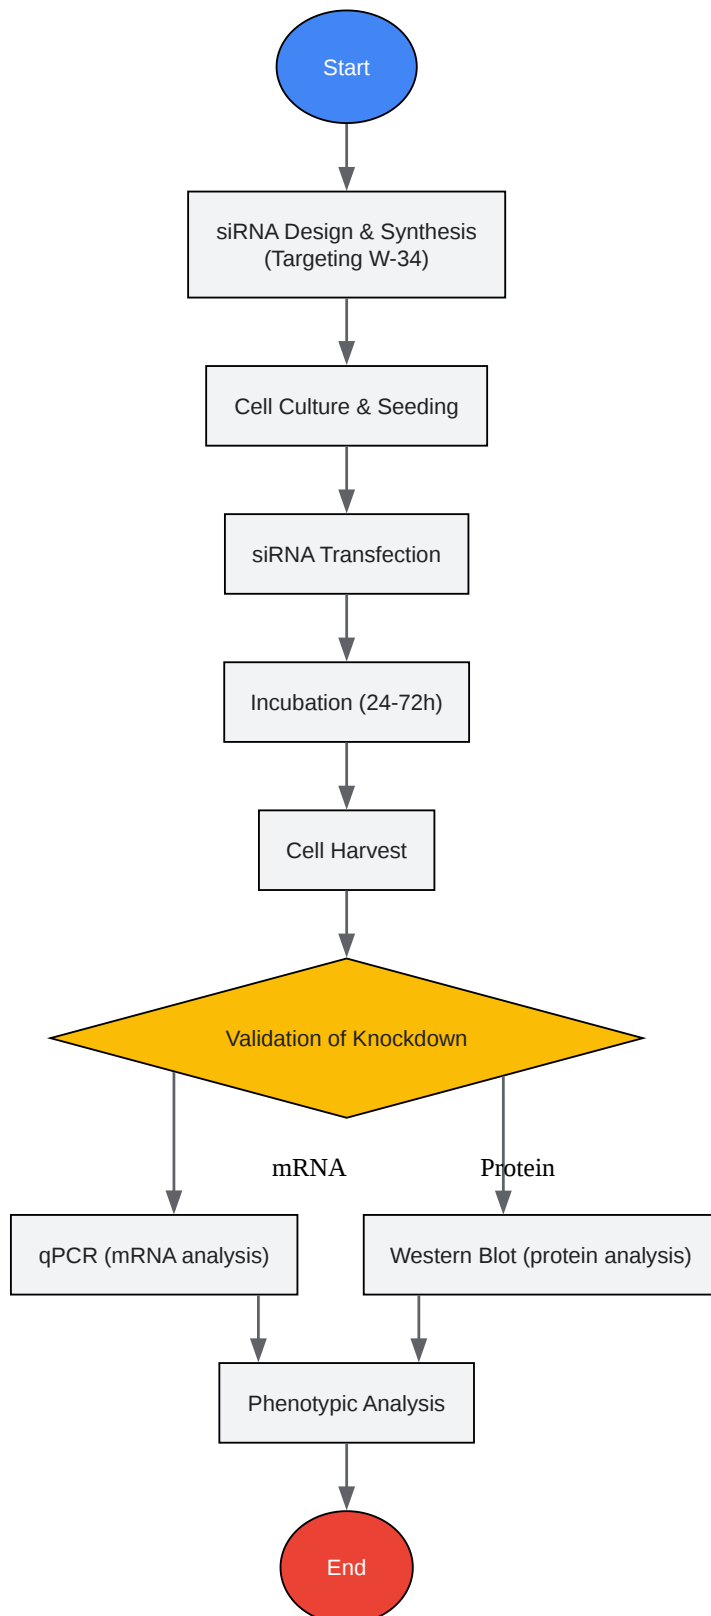 Start
siRNA Design & Synthesis
(Targeting W-34)
Cell Culture & Seeding
siRNA Transfection
Incubation (24-72h)
Cell Harvest
Validation of Knockdown
mRNA
Protein
qPCR (mRNA analysis)
Western Blot (protein analysis)
Phenotypic Analysis
End